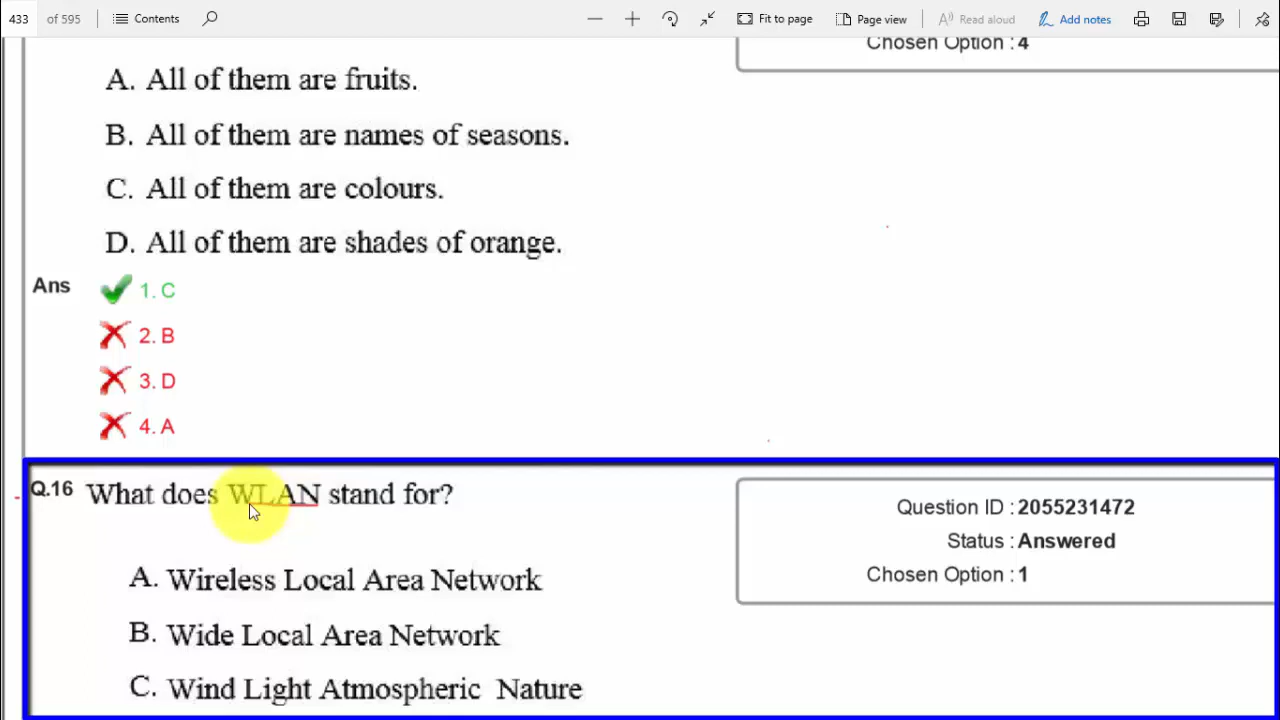 433 of 595 Contents Fit to page Page view Read aloud Add notes
Chosen Option : 4
A. All of them are fruits.
B. All of them are names of seasons.
C. All of them are colours.
D. All of them are shades of orange.
Ans 1. C
2. B
3. D
4. A
Q.16 What does WLAN stand for?
Question ID : 2055231472
Status : Answered
Chosen Option : 1
A. Wireless Local Area Network
B. Wide Local Area Network
C. Wind Light Atmospheric Nature